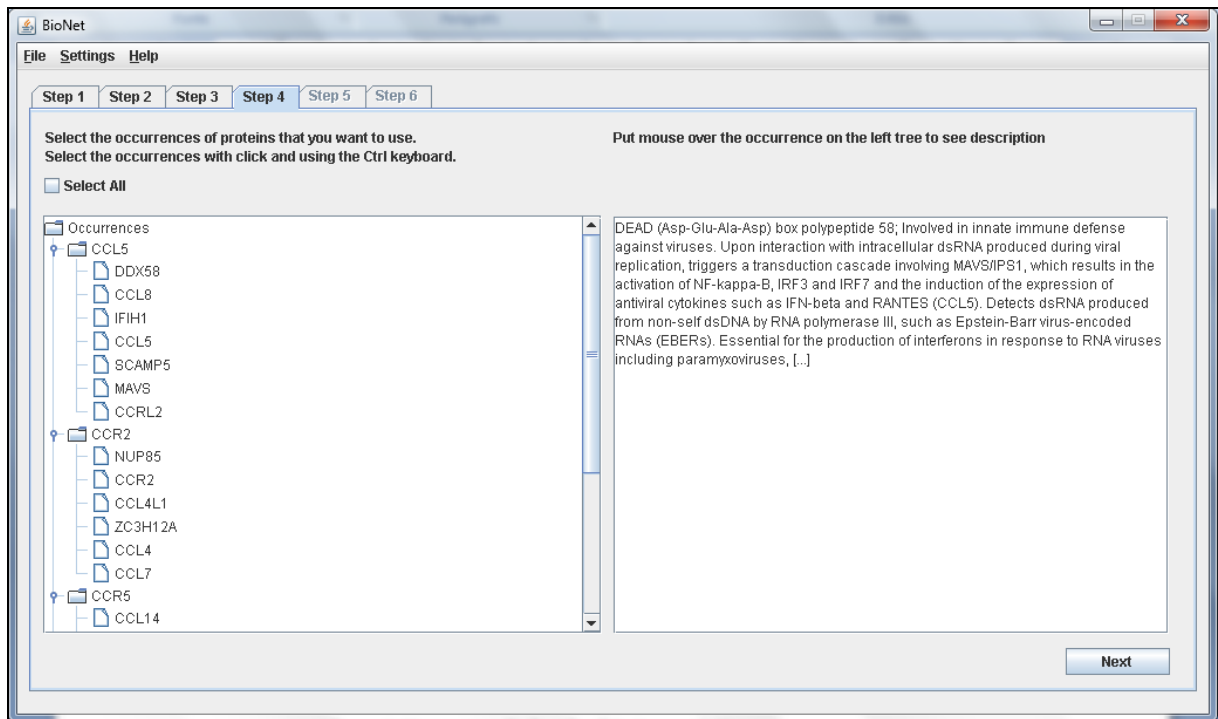 BioNet
File Settings Help
Step 1 Step 2 Step 3 Step 4 Step 5 Step 6
Select the occurrences of proteins that you want to use.
Select the occurrences with click and using the Ctrl keyboard.
Put mouse over the occurrence on the left tree to see description
Select All
Occurrences
CCL5
DDX58
CCL8
IFIH1
CCL5
SCAMP5
MAVS
CCRL2
CCR2
NUP85
CCR2
CCL4L1
ZC3H12A
CCL4
CCL7
CCR5
CCL14
DEAD (Asp-Glu-Ala-Asp) box polypeptide 58; Involved in innate immune defense
against viruses. Upon interaction with intracellular dsRNA produced during viral
replication, triggers a transduction cascade involving MAVS/IPS1, which results in the
activation of NF-kappa-B, IRF3 and IRF7 and the induction of the expression of
antiviral cytokines such as IFN-beta and RANTES (CCL5). Detects dsRNA produced
from non-self dsDNA by RNA polymerase III, such as Epstein-Barr virus-encoded
RNAs (EBERs). Essential for the production of interferons in response to RNA viruses
including paramyxoviruses, [...]
Next